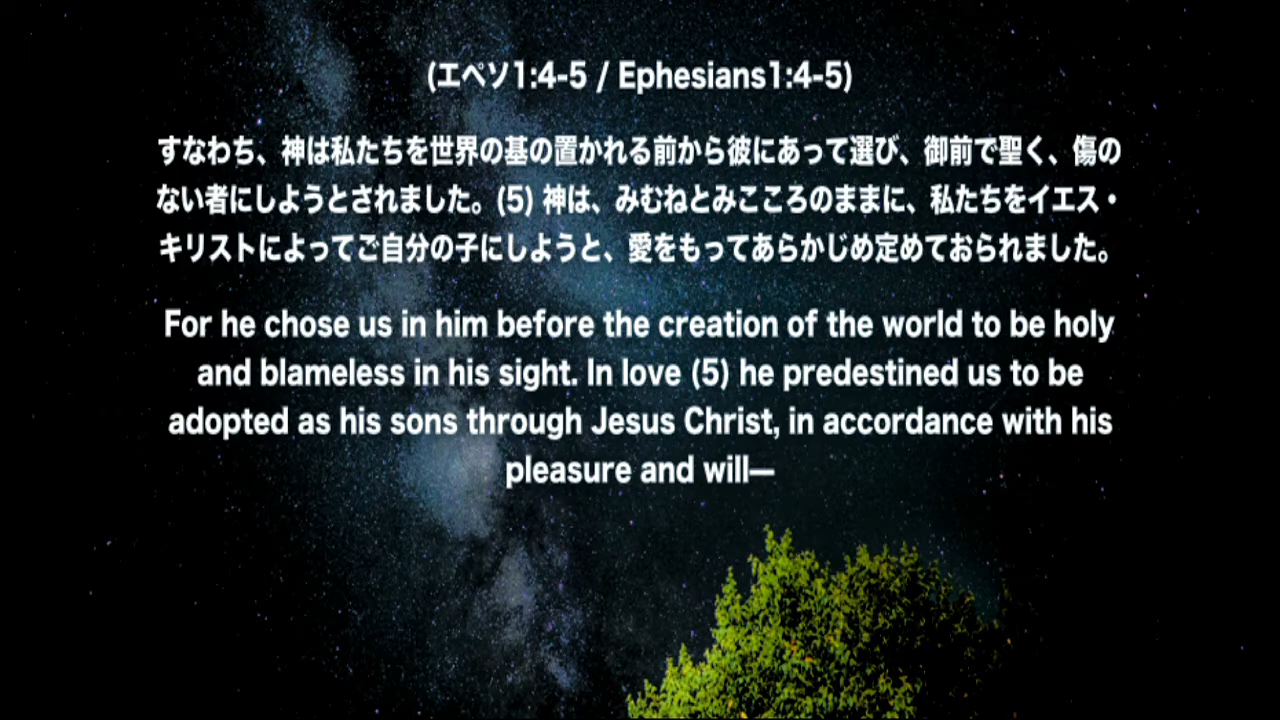 (エペソ1:4-5 / Ephesians1:4-5)
すなわち、神は私たちを世界の基の置かれる前から彼にあって選び、御前で聖く、傷の
ない者にしようとされました。(5) 神は、みむねとみこころのままに、私たちをイエス・
キリストによってご自分の子にしようと、愛をもってあらかじめ定めておられました。
For he chose us in him before the creation of the world to be holy
and blameless in his sight. In love (5) he predestined us to be
adopted as his sons through Jesus Christ, in accordance with his
pleasure and will—